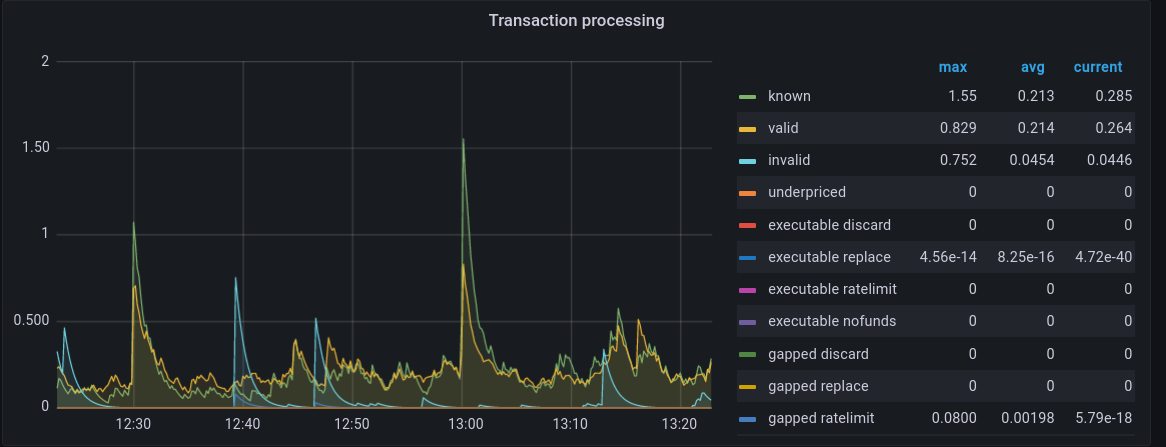 Transaction processing
2
1.50
1
0.500
0
12:30 12:40 12:50 13:00 13:10 13:20
max avg current
known 1.55 0.213 0.285
valid 0.829 0.214 0.264
invalid 0.752 0.0454 0.0446
underpriced 0 0 0
executable discard 0 0 0
executable replace 4.56e-14 8.25e-16 4.72e-40
executable ratelimit 0 0 0
executable nofunds 0 0 0
gapped discard 0 0 0
gapped replace 0 0 0
gapped ratelimit 0.0800 0.00198 5.79e-18